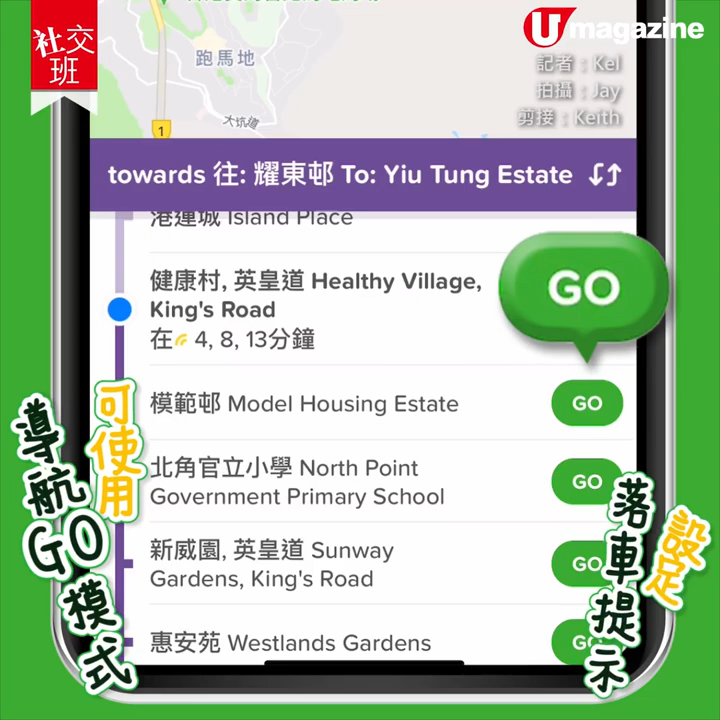 社交班
U magazine
記者：Kel
拍攝：Jay
剪接：Keith
跑馬地
大坑道
1
towards 往: 耀東邨 To: Yiu Tung Estate
港運城 Island Place
健康村, 英皇道 Healthy Village,
King's Road
在 4, 8, 13分鐘
GO
模範邨 Model Housing Estate
GO
北角官立小學 North Point
Government Primary School
GO
新威園, 英皇道 Sunway
Gardens, King's Road
GO
惠安苑 Westlands Gardens
GO
可使用
導航GO模式
設定
落車提示